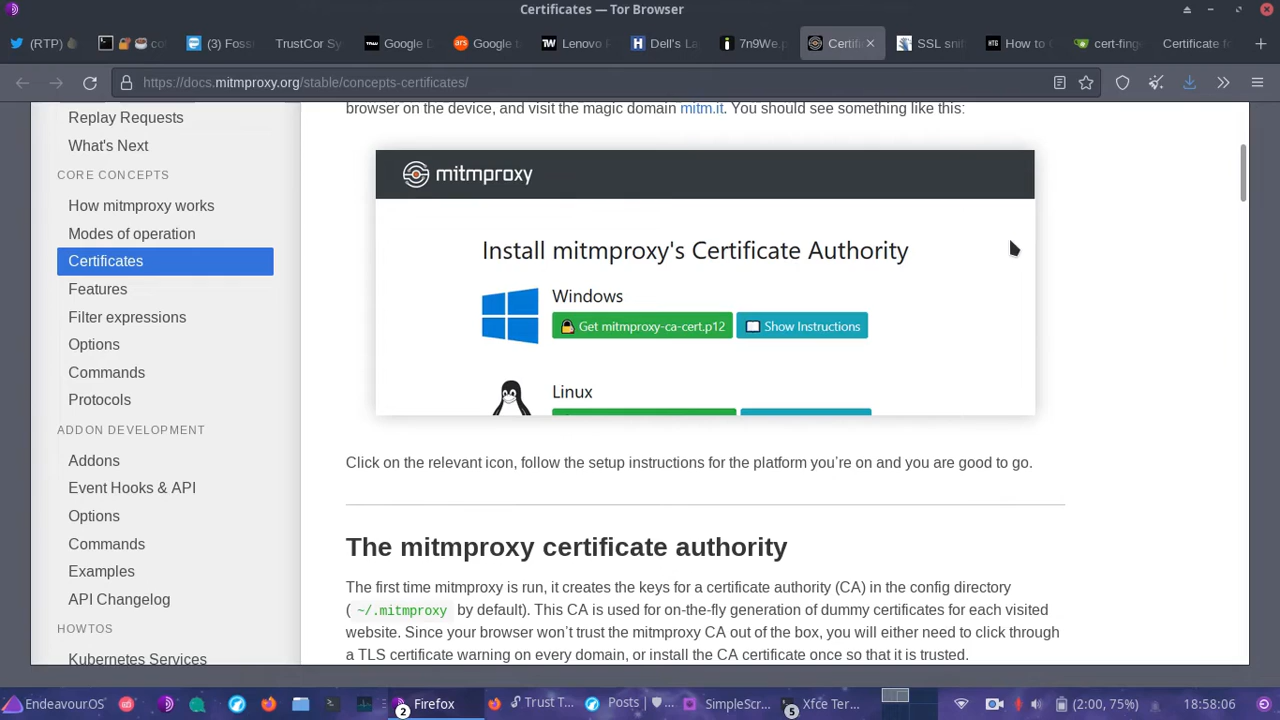 Certificates — Tor Browser
(RTP)
co
(3) Foss
TrustCor Sy
Google D
Google t
Lenovo
Dell's La
7n9We.p
Certifi
SSL sni
How to
cert-finge
Certificate fo
https://docs.mitmproxy.org/stable/concepts-certificates/
Replay Requests
What's Next
CORE CONCEPTS
How mitmproxy works
Modes of operation
Certificates
Features
Filter expressions
Options
Commands
Protocols
ADDON DEVELOPMENT
Addons
Event Hooks & API
Options
Commands
Examples
API Changelog
HOWTOS
Kubernetes Services
browser on the device, and visit the magic domain mitm.it. You should see something like this:
mitmproxy
Install mitmproxy's Certificate Authority
Windows
Get mitmproxy-ca-cert.p12
Show Instructions
Linux
Click on the relevant icon, follow the setup instructions for the platform you're on and you are good to go.
The mitmproxy certificate authority
The first time mitmproxy is run, it creates the keys for a certificate authority (CA) in the config directory
( ~/.mitmproxy by default). This CA is used for on-the-fly generation of dummy certificates for each visited
website. Since your browser won't trust the mitmproxy CA out of the box, you will either need to click through
a TLS certificate warning on every domain, or install the CA certificate once so that it is trusted.
EndeavourOS
2
Firefox
Trust T...
Posts |
SimpleScr...
5
Xfce Ter...
(2:00, 75%)
18:58:06